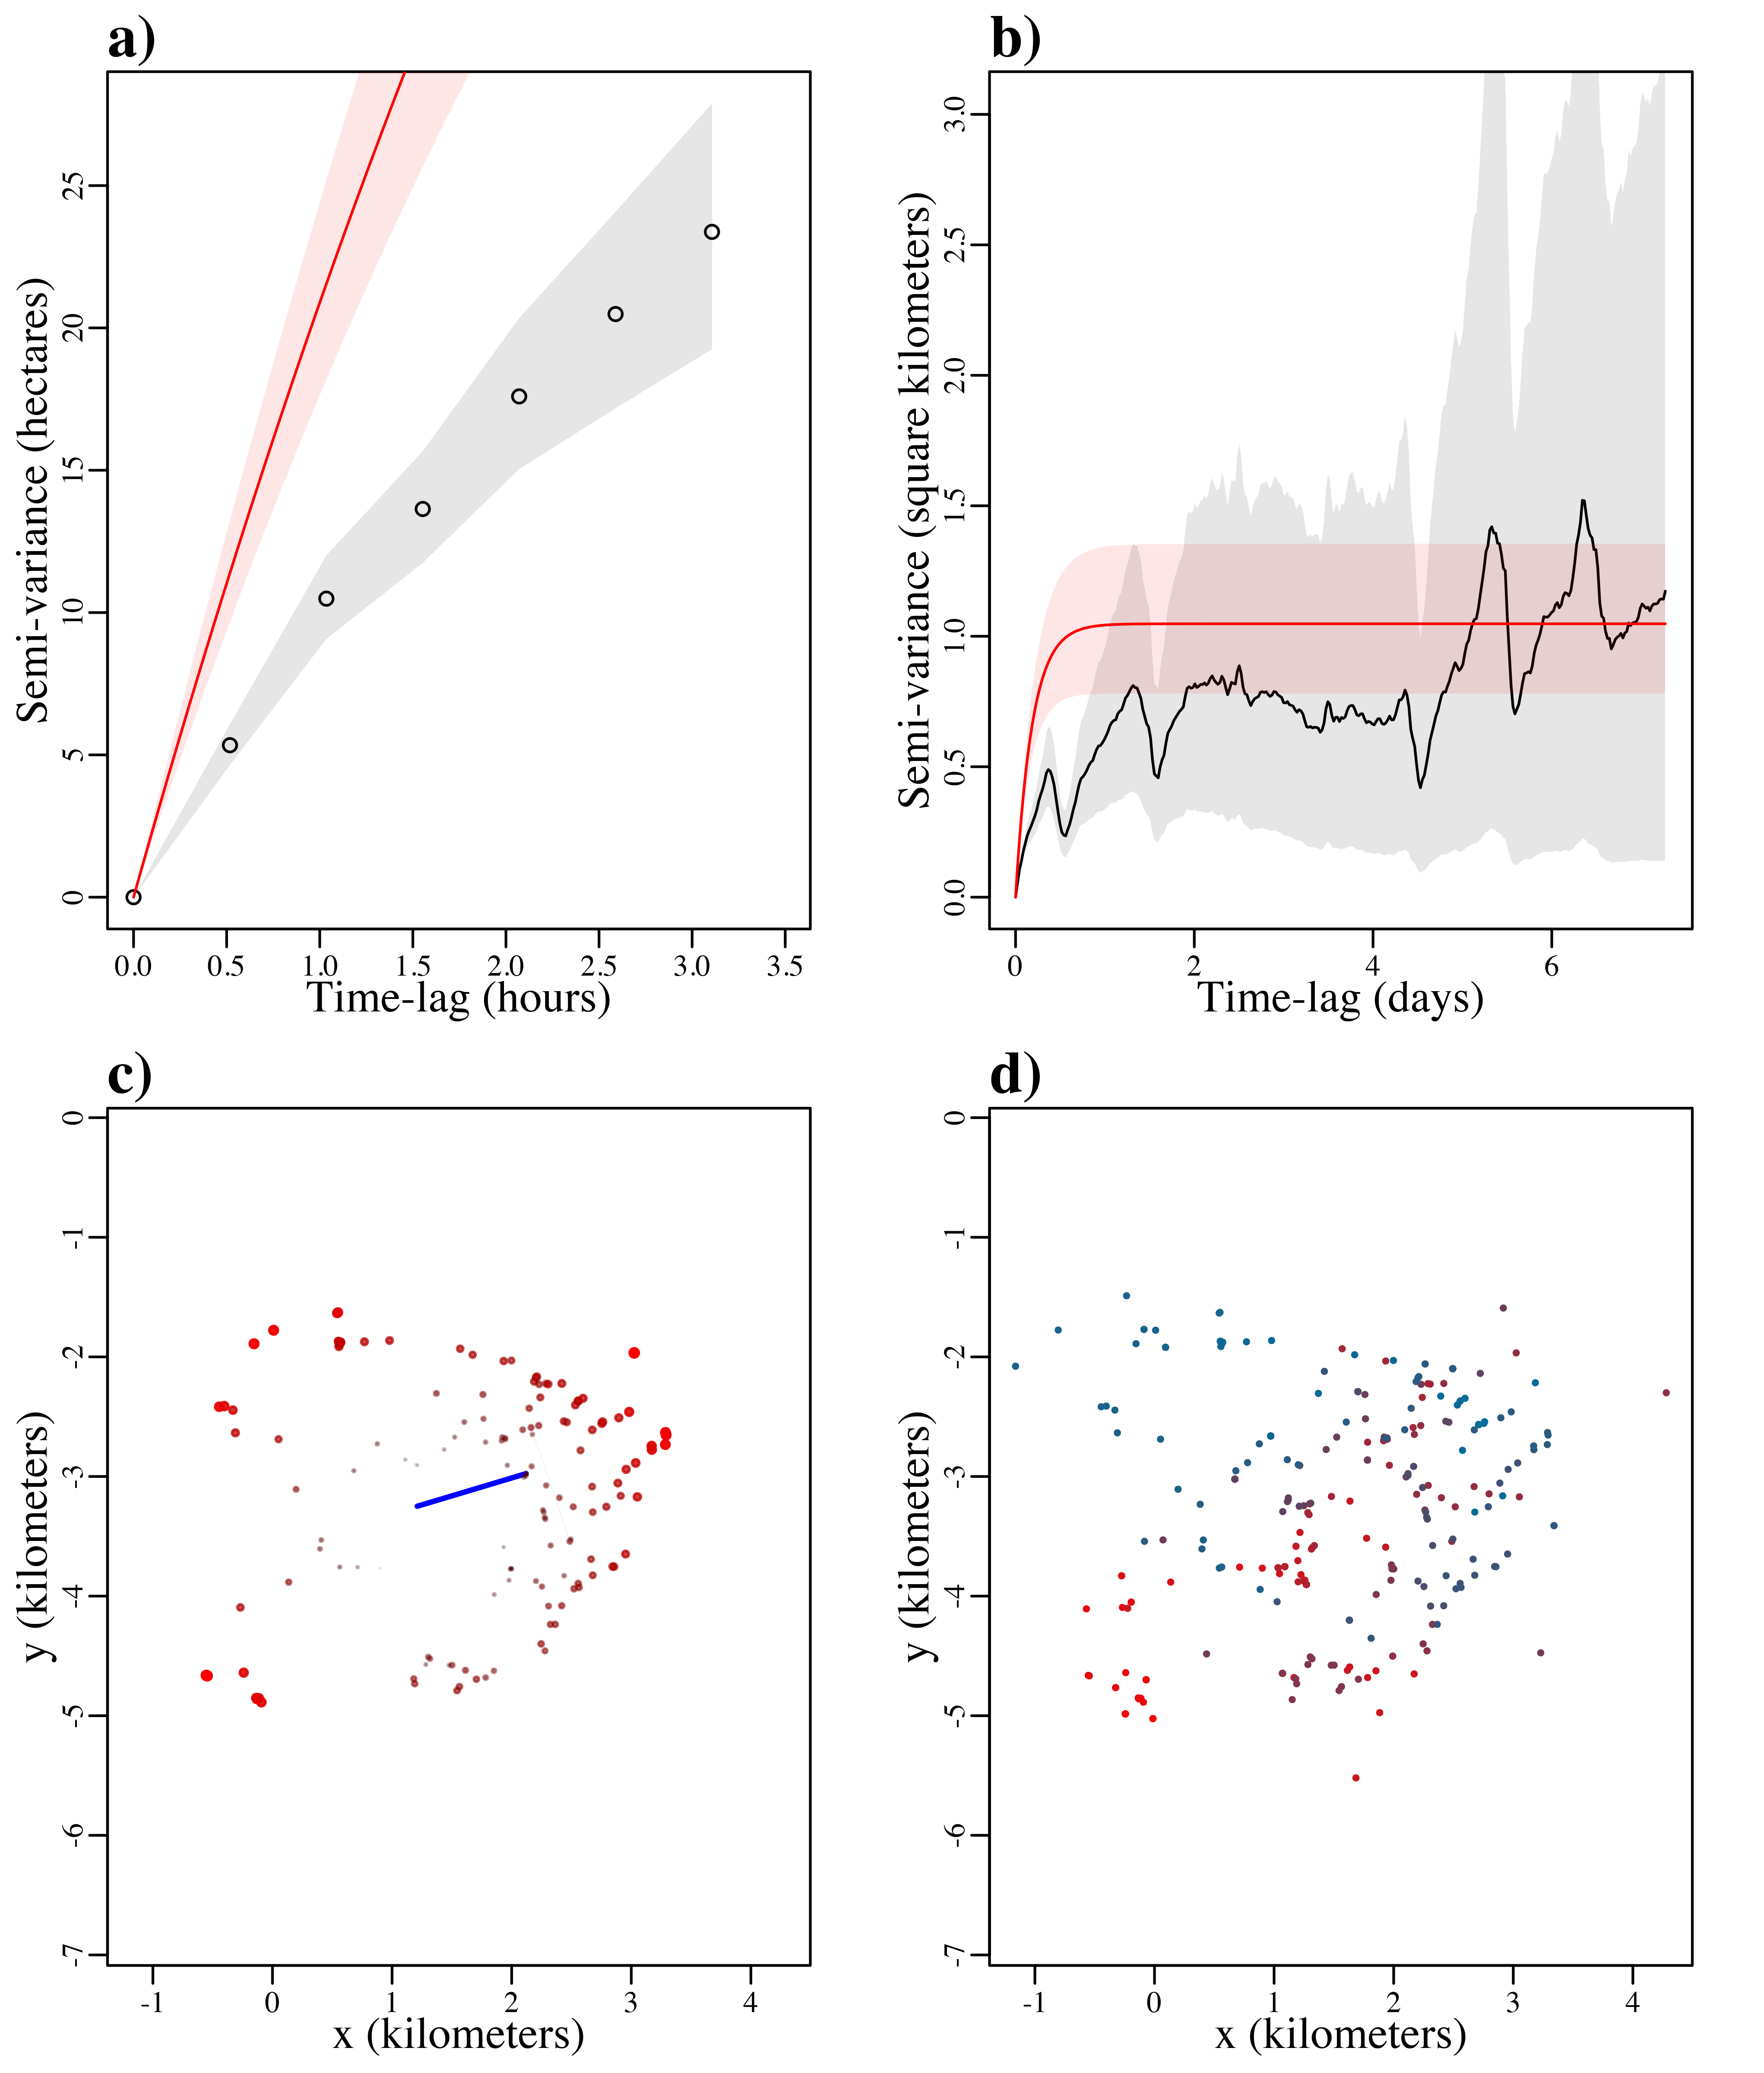 a)
Semi-variance (hectares)
25
20
15
10
5
0
0.0 0.5 1.0 1.5 2.0 2.5 3.0 3.5
Time-lag (hours)
b)
Semi-variance (square kilometers)
3.0
2.5
2.0
1.5
1.0
0.5
0.0
0 2 4 6
Time-lag (days)
c)
y (kilometers)
0
-1
-2
-3
-4
-5
-6
-7
-1 0 1 2 3 4
x (kilometers)
d)
y (kilometers)
0
-1
-2
-3
-4
-5
-6
-7
-1 0 1 2 3 4
x (kilometers)